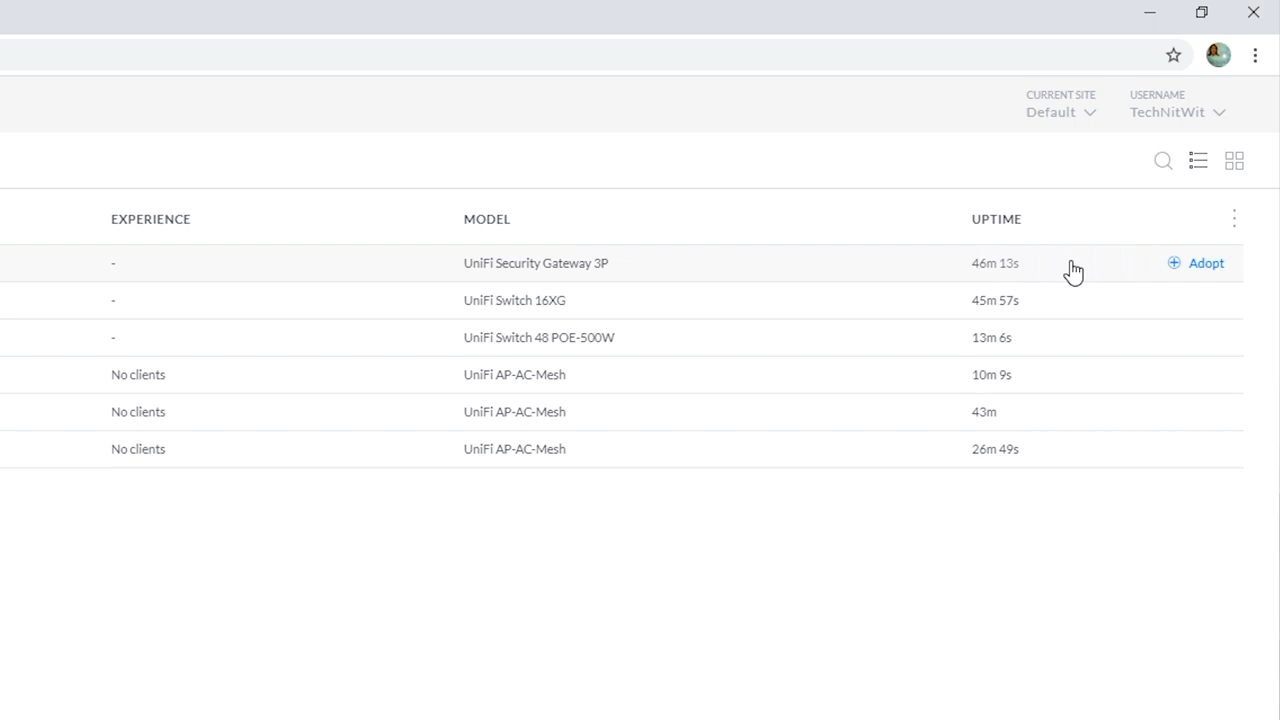 CURRENT SITE USERNAME
Default TechNitWit
EXPERIENCE MODEL UPTIME
- UniFi Security Gateway 3P 46m 13s Adopt
- UniFi Switch 16XG 45m 57s
- UniFi Switch 48 POE-500W 13m 6s
No clients UniFi AP-AC-Mesh 10m 9s
No clients UniFi AP-AC-Mesh 43m
No clients UniFi AP-AC-Mesh 26m 49s